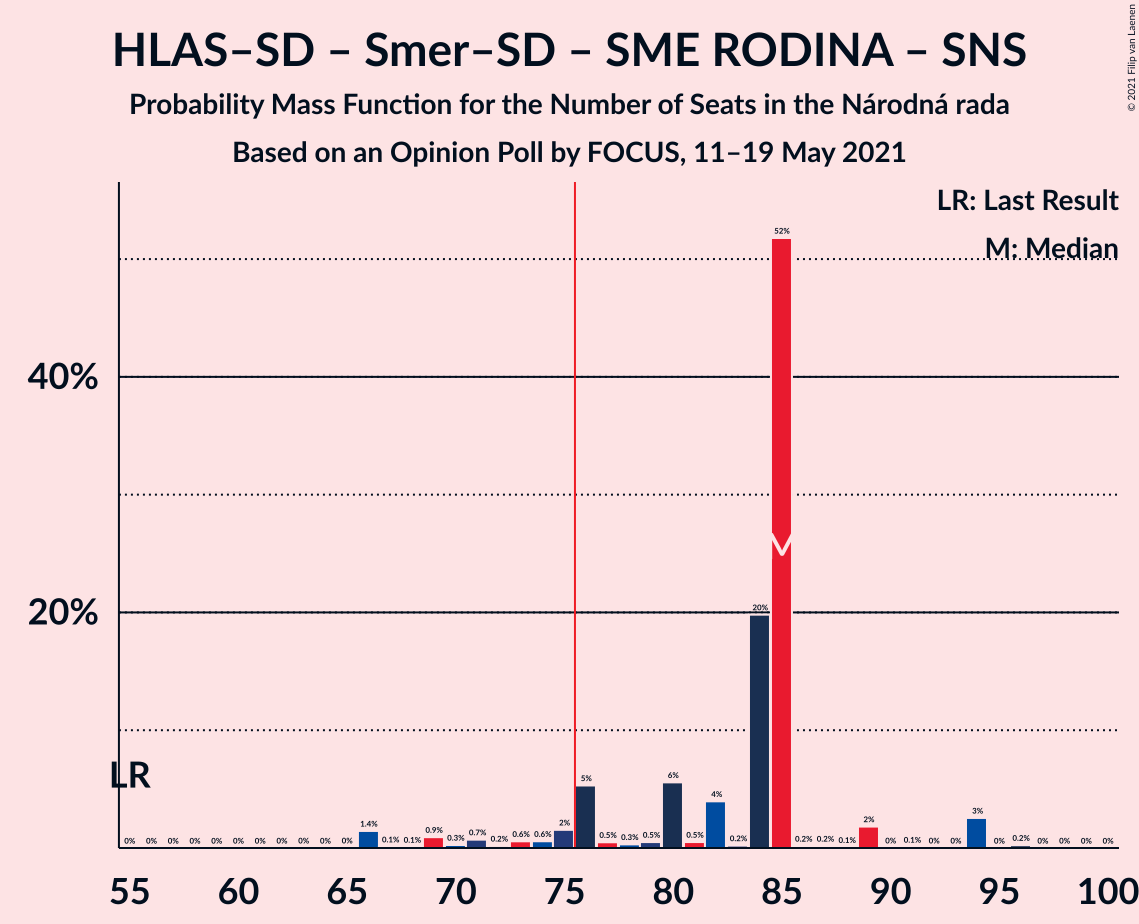 HLAS–SD – Smer–SD – SME RODINA – SNS
Probability Mass Function for the Number of Seats in the Národná rada
Based on an Opinion Poll by FOCUS, 11–19 May 2021
© 2021 Filip van Laenen
LR: Last Result
M: Median
40%
20%
LR
0% 0% 0% 0% 0% 0% 0% 0% 0% 0% 0% 1.4% 0.1% 0.1% 0.9% 0.3% 0.7% 0.2% 0.6% 0.6% 2% 5% 0.5% 0.3% 0.5% 6% 0.5% 4% 0.2% 20% 52% 0.2% 0.2% 0.1% 2% 0% 0.1% 0% 0% 3% 0% 0.2% 0% 0% 0% 0%
55 60 65 70 75 80 85 90 95 100